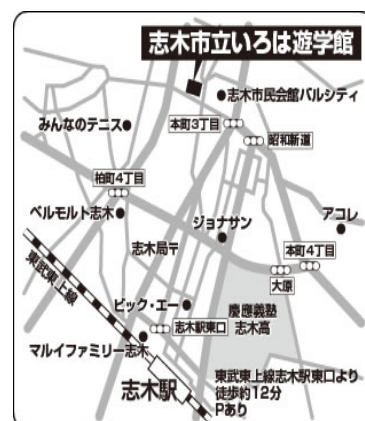 志木市立いろは遊学館
志木市民会館パルシティ
みんなのテニス
本町3丁目
昭和新道
柏町4丁目
ベルモルト志木
ジョナサン
アコレ
志木局〒
本町4丁目
大原
東武東上線
ビック・エー
慶應義塾
志木高
志木駅東口
マルイファミリー志木
志木駅
東武東上線志木駅東口より
徒歩約12分
Pあり